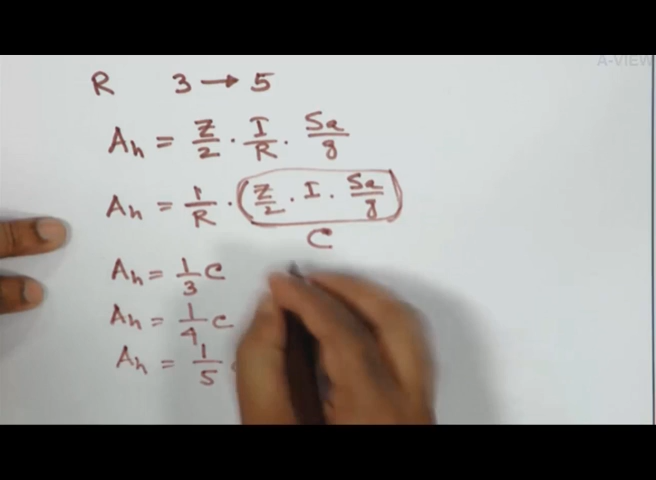 A-VIEW
R 3 → 5
Ah = Z/2 · I/R · Sa/g
Ah = 1/R · (Z/2 · I · Sa/g)
C
Ah = 1/3 C
Ah = 1/4 C
Ah = 1/5